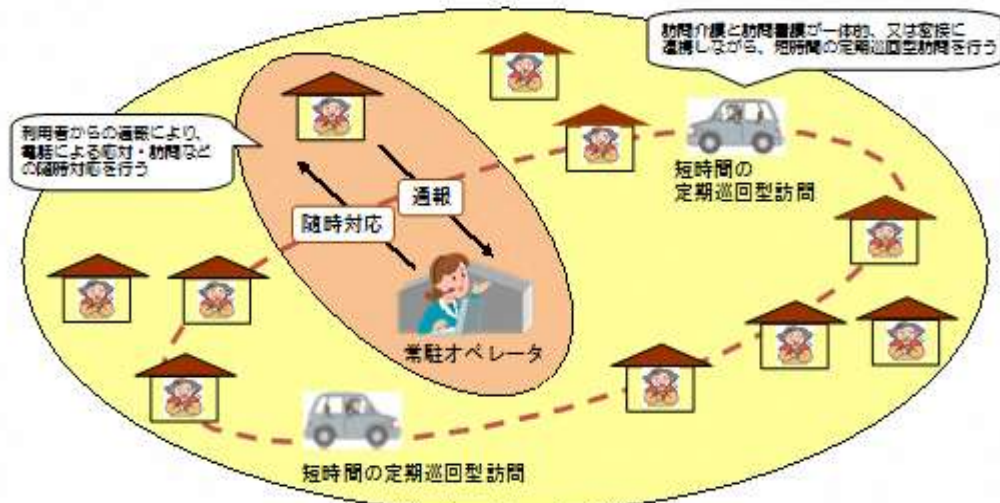 訪問介護と訪問看護が一体的、又は密接に
連携しながら、短時間の定期巡回型訪問を行う
利用者からの通報により、
電話による応対・訪問など
の随時対応を行う
短時間の
定期巡回型訪問
通報
随時対応
常駐オペレータ
短時間の定期巡回型訪問